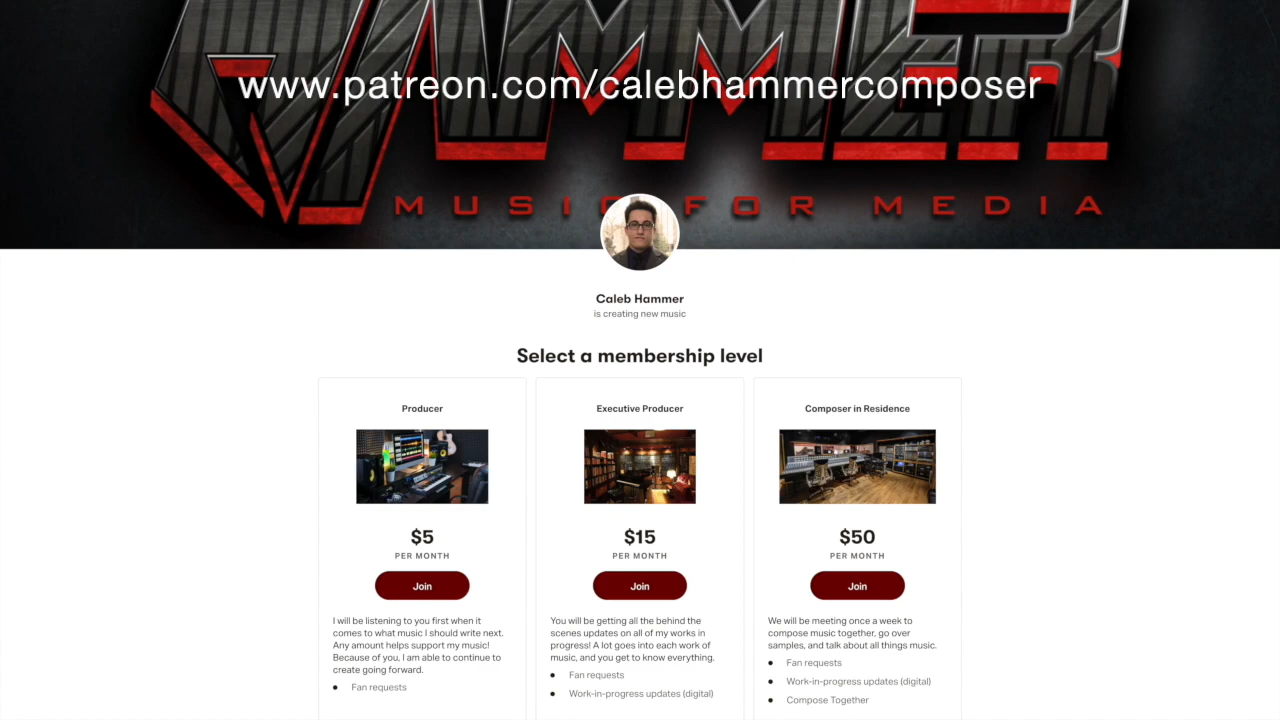 HAMMER
www.patreon.com/calebhammercomposer
MUSIC FOR MEDIA
Caleb Hammer
is creating new music
Select a membership level
Producer
$5
PER MONTH
Join
I will be listening to you first when it
comes to what music I should write next.
Any amount helps support my music!
Because of you, I am able to continue to
create going forward.
Fan requests
Executive Producer
$15
PER MONTH
Join
You will be getting all the behind the
scenes updates on all of my works in
progress! A lot goes into each work of
music, and you get to know everything.
Fan requests
Work-in-progress updates (digital)
Composer in Residence
$50
PER MONTH
Join
We will be meeting once a week to
compose music together, go over
samples, and talk about all things music.
Fan requests
Work-in-progress updates (digital)
Compose Together